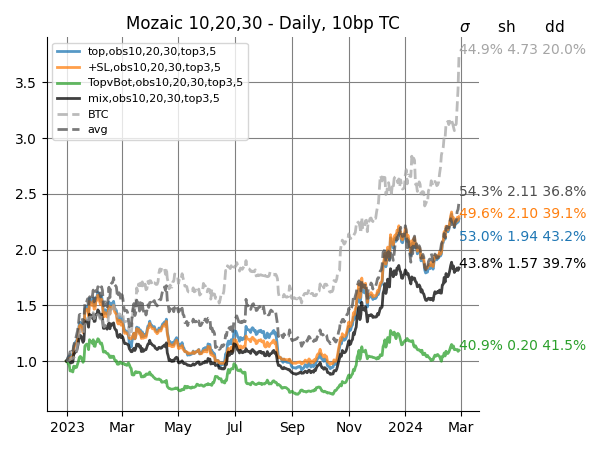 Mozaic 10,20,30 - Daily, 10bp TC
σ sh dd
top,obs10,20,30,top3,5
+SL,obs10,20,30,top3,5
TopvBot,obs10,20,30,top3,5
mix,obs10,20,30,top3,5
BTC
avg
44.9% 4.73 20.0%
54.3% 2.11 36.8%
49.6% 2.10 39.1%
53.0% 1.94 43.2%
43.8% 1.57 39.7%
40.9% 0.20 41.5%
3.5
3.0
2.5
2.0
1.5
1.0
2023 Mar May Jul Sep Nov 2024 Mar